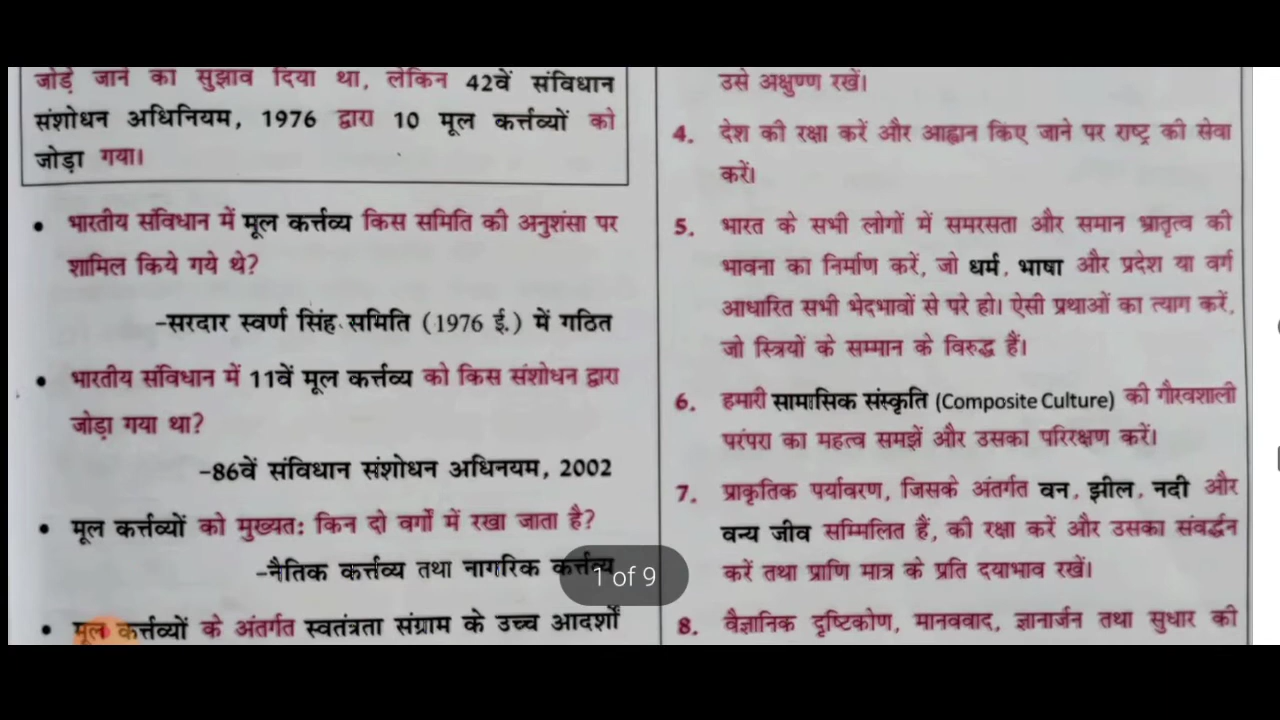 जोड़े जाने का सुझाव दिया था, लेकिन 42वें संविधान
संशोधन अधिनियम, 1976 द्वारा 10 मूल कर्त्तव्यों को
जोड़ा गया।
• भारतीय संविधान में मूल कर्त्तव्य किस समिति की अनुशंसा पर
शामिल किये गये थे?
-सरदार स्वर्ण सिंह समिति (1976 ई.) में गठित
• भारतीय संविधान में 11वें मूल कर्त्तव्य को किस संशोधन द्वारा
जोड़ा गया था?
-86वें संविधान संशोधन अधिनयम, 2002
• मूल कर्त्तव्यों को मुख्यतः किन दो वर्गों में रखा जाता है?
-नैतिक कर्त्तव्य तथा नागरिक कर्त्तव्य
• मूल कर्त्तव्यों के अंतर्गत स्वतंत्रता संग्राम के उच्च आदर्शों
उसे अक्षुण्ण रखें।
4. देश की रक्षा करें और आह्वान किए जाने पर राष्ट्र की सेवा
करें।
5. भारत के सभी लोगों में समरसता और समान भ्रातृत्व की
भावना का निर्माण करें, जो धर्म, भाषा और प्रदेश या वर्ग
आधारित सभी भेदभावों से परे हो। ऐसी प्रथाओं का त्याग करें,
जो स्त्रियों के सम्मान के विरुद्ध हैं।
6. हमारी सामासिक संस्कृति (Composite Culture) की गौरवशाली
परंपरा का महत्व समझें और उसका परिरक्षण करें।
7. प्राकृतिक पर्यावरण, जिसके अंतर्गत वन, झील, नदी और
वन्य जीव सम्मिलित हैं, की रक्षा करें और उसका संवर्द्धन
करें तथा प्राणि मात्र के प्रति दयाभाव रखें।
8. वैज्ञानिक दृष्टिकोण, मानववाद, ज्ञानार्जन तथा सुधार की
1 of 9